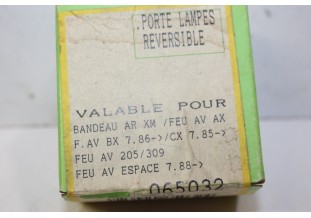 .PORTE LAMPES
REVERSIBLE
VALABLE POUR
BANDEAU AR XM /FEU AV AX
F.AV BX 7.86->/CX 7.85->
FEU AV 205/309
FEU AV ESPACE 7.88->
065032